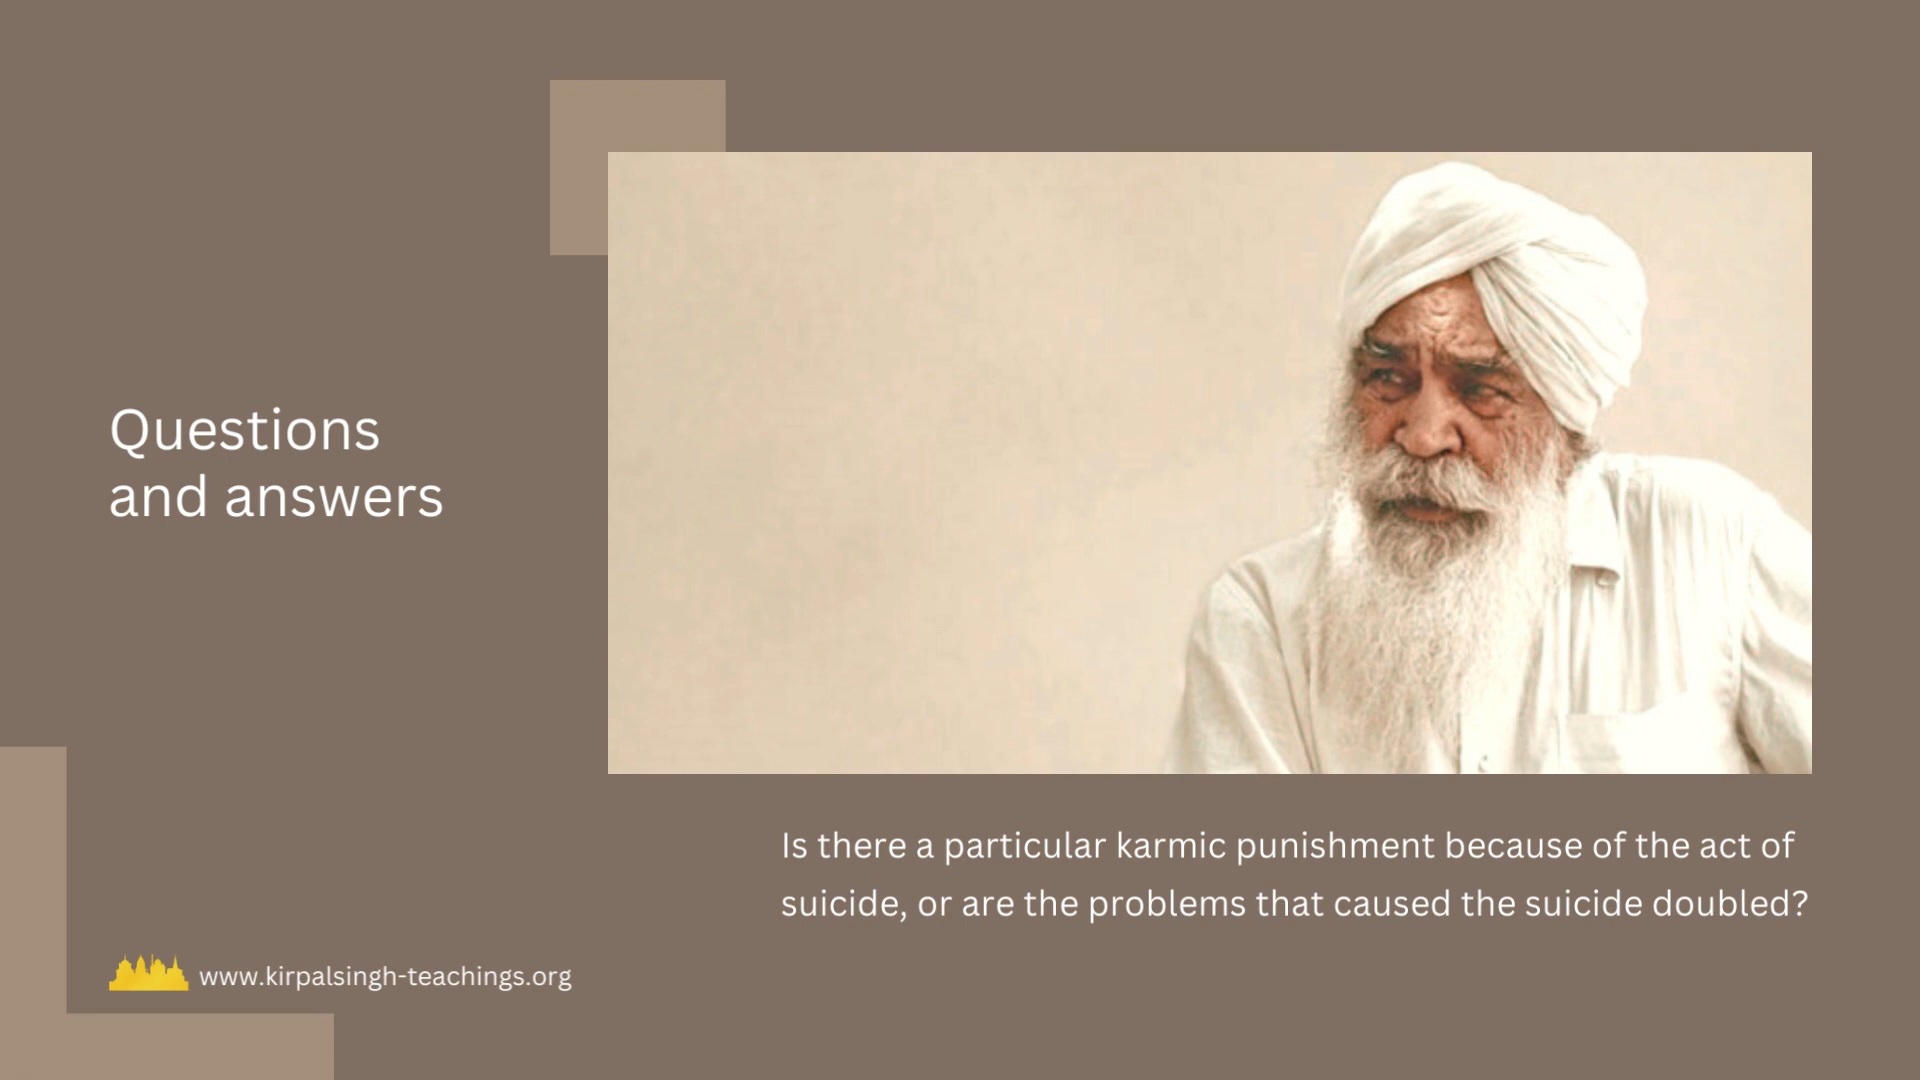 Questions
and answers
Is there a particular karmic punishment because of the act of
suicide, or are the problems that caused the suicide doubled?
www.kirpalsingh-teachings.org